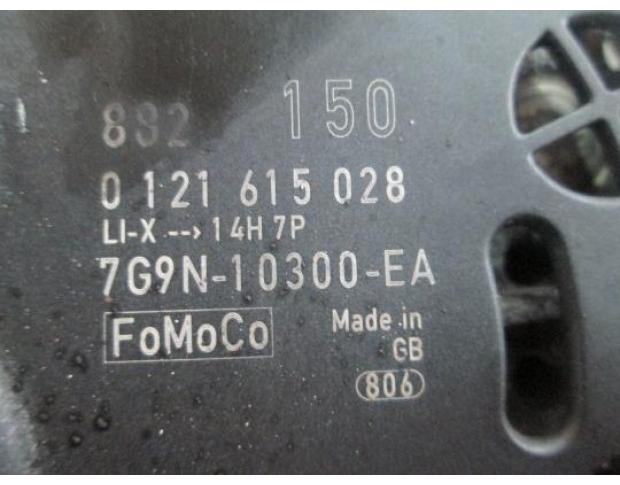 882 150
0 121 615 028
LI-X --> 14H 7P
7G9N-10300-EA
FoMoCo
Made in
GB
806